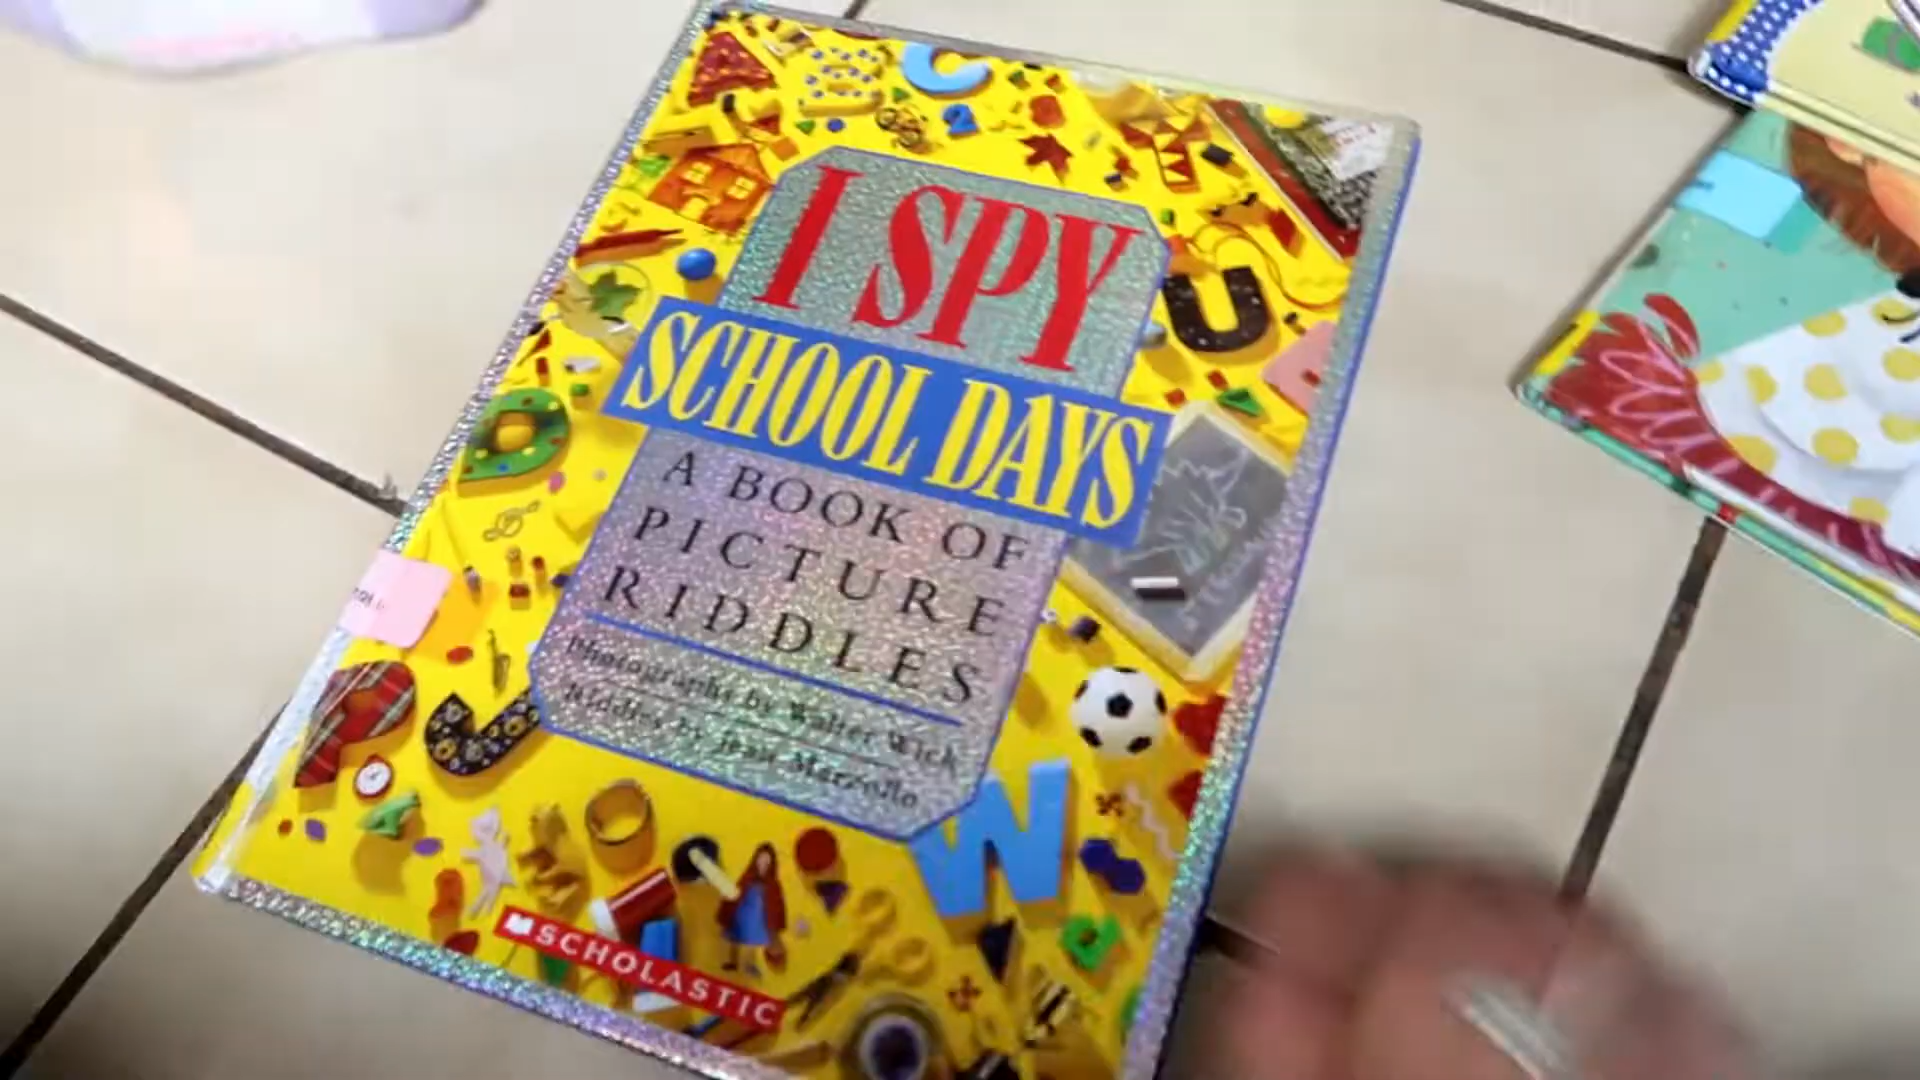 I SPY
SCHOOL DAYS
A BOOK OF
PICTURE
RIDDLES
Photographs by Walter Wick
Riddles by Jean Marzollo
SCHOLASTIC